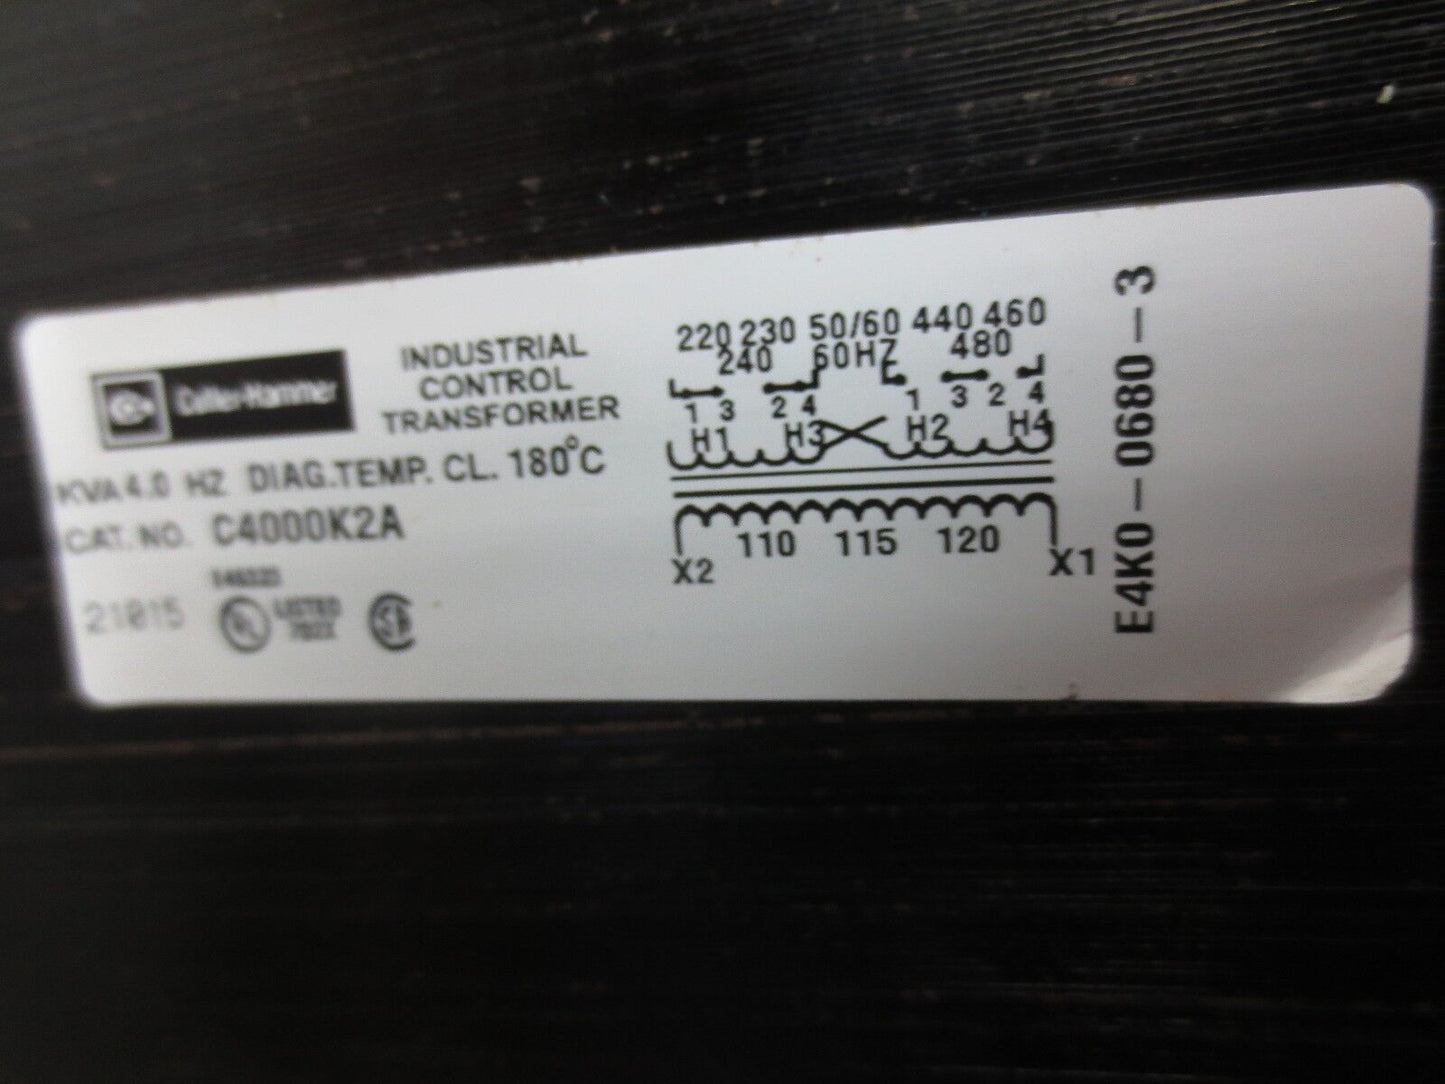 Cutler-Hammer
INDUSTRIAL
CONTROL
TRANSFORMER
KVA 4.0 HZ DIAG. TEMP. CL. 180°C
CAT. NO. C4000K2A
21015
LISTED
220 230 50/60 440 460
240 60HZ 480
1 3 2 4 1 3 2 4
H1 H3 H2 H4
110 115 120
X2 X1
E4K0-0680-3